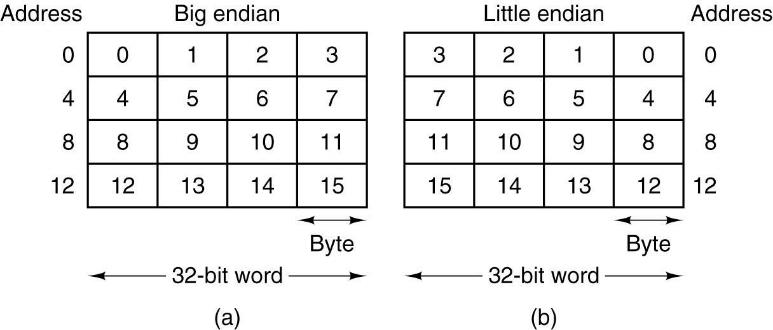 Address Big endian Little endian Address
0 0 1 2 3 3 2 1 0 0
4 4 5 6 7 7 6 5 4 4
8 8 9 10 11 11 10 9 8 8
12 12 13 14 15 15 14 13 12 12
Byte Byte
32-bit word 32-bit word
(a) (b)